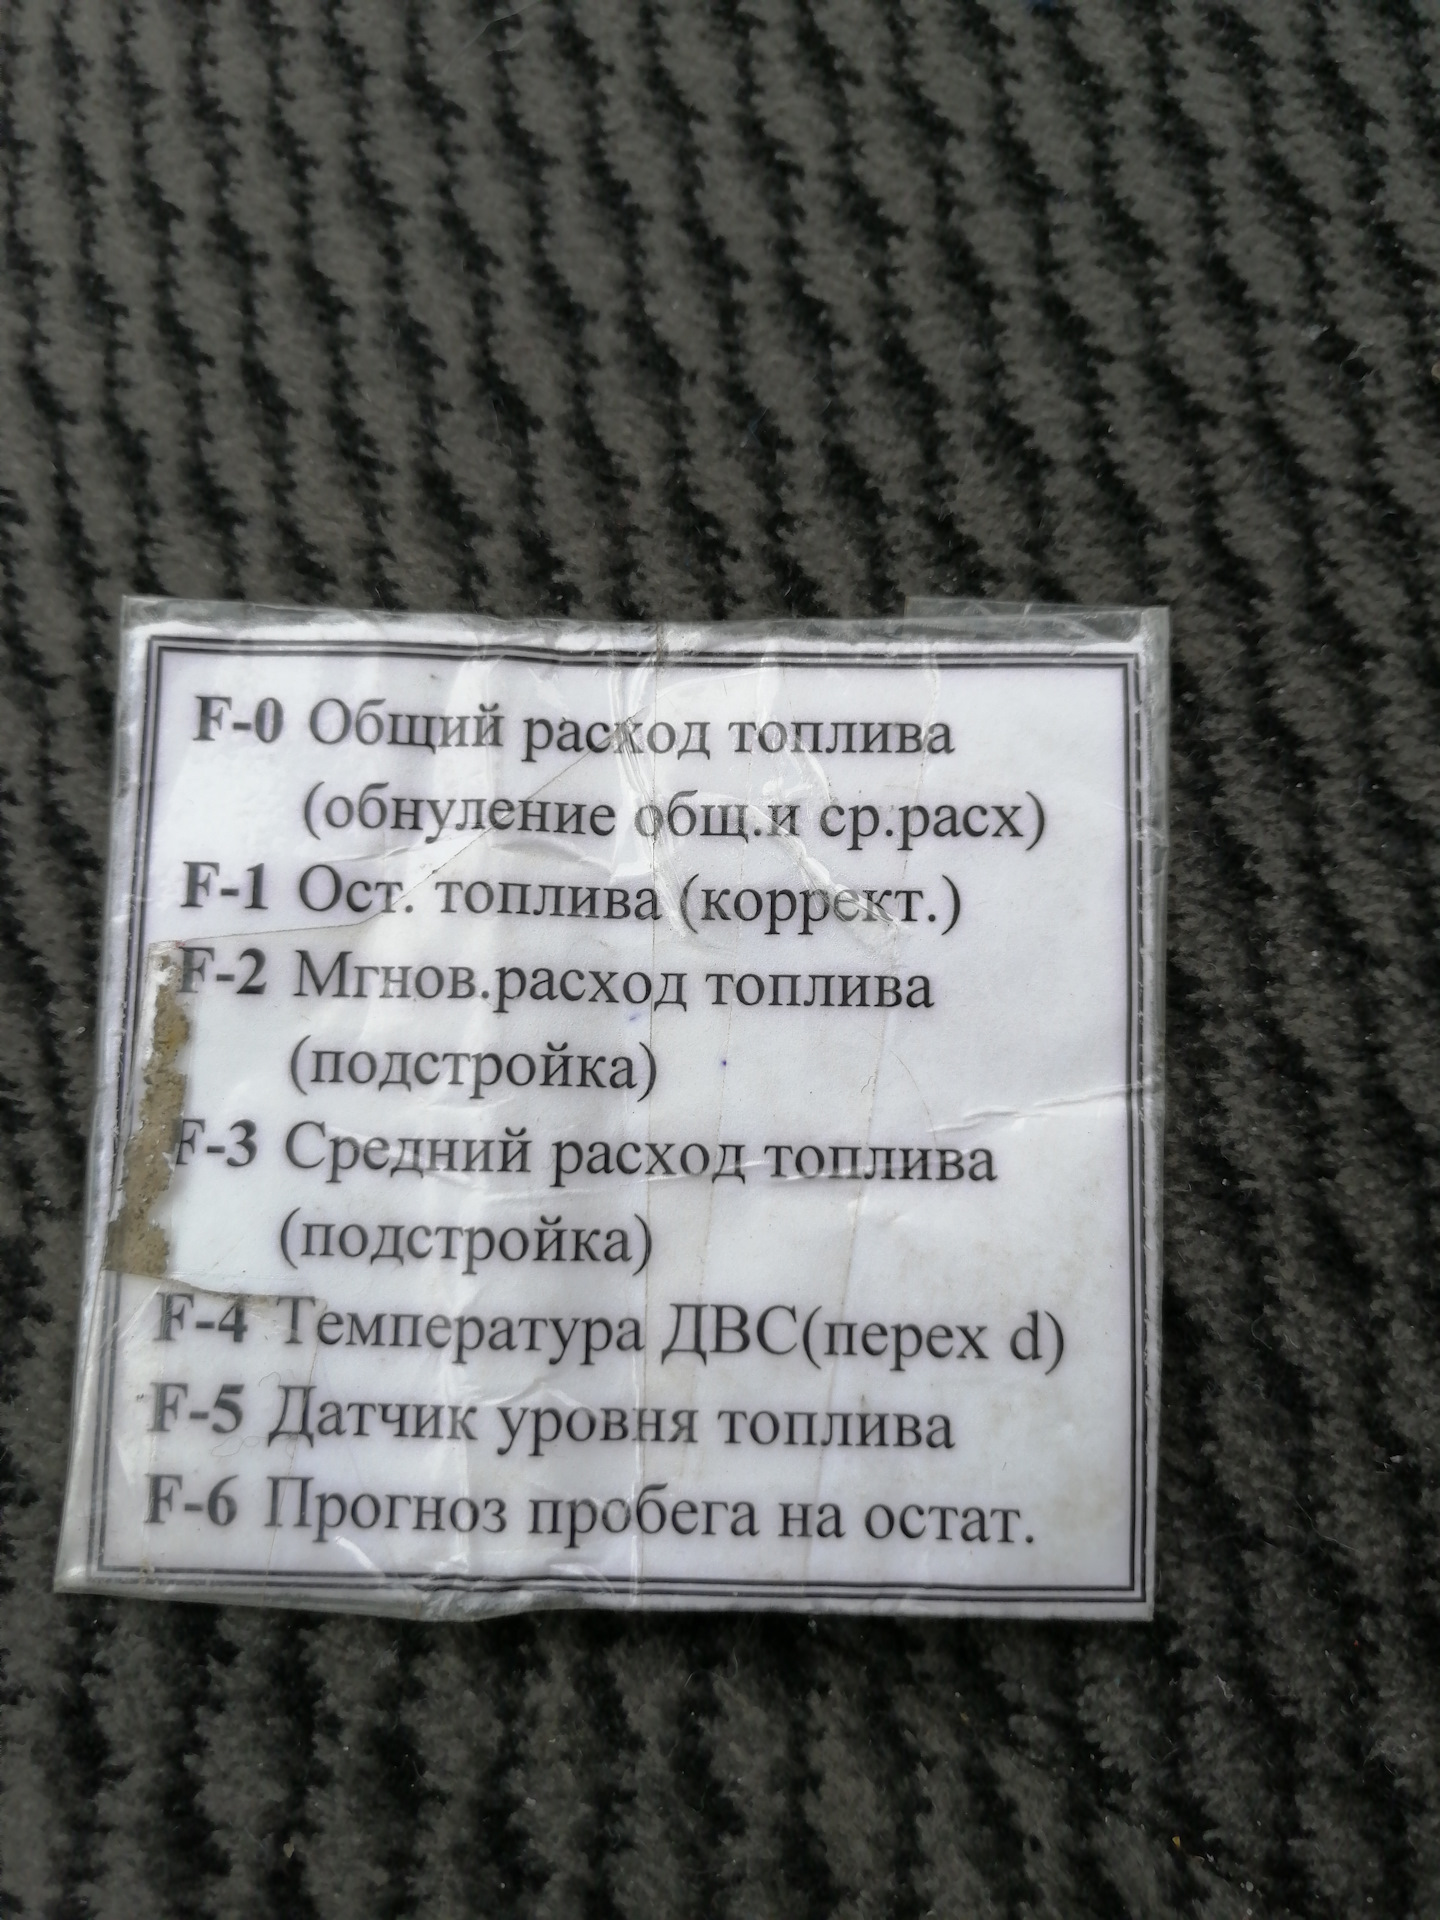 F-0 Общий расход топлива
(обнуление общ.и ср.расх)
F-1 Ост. топлива (коррект.)
F-2 Мгнов.расход топлива
(подстройка)
F-3 Средний расход топлива
(подстройка)
F-4 Температура ДВС(перех d)
F-5 Датчик уровня топлива
F-6 Прогноз пробега на остат.